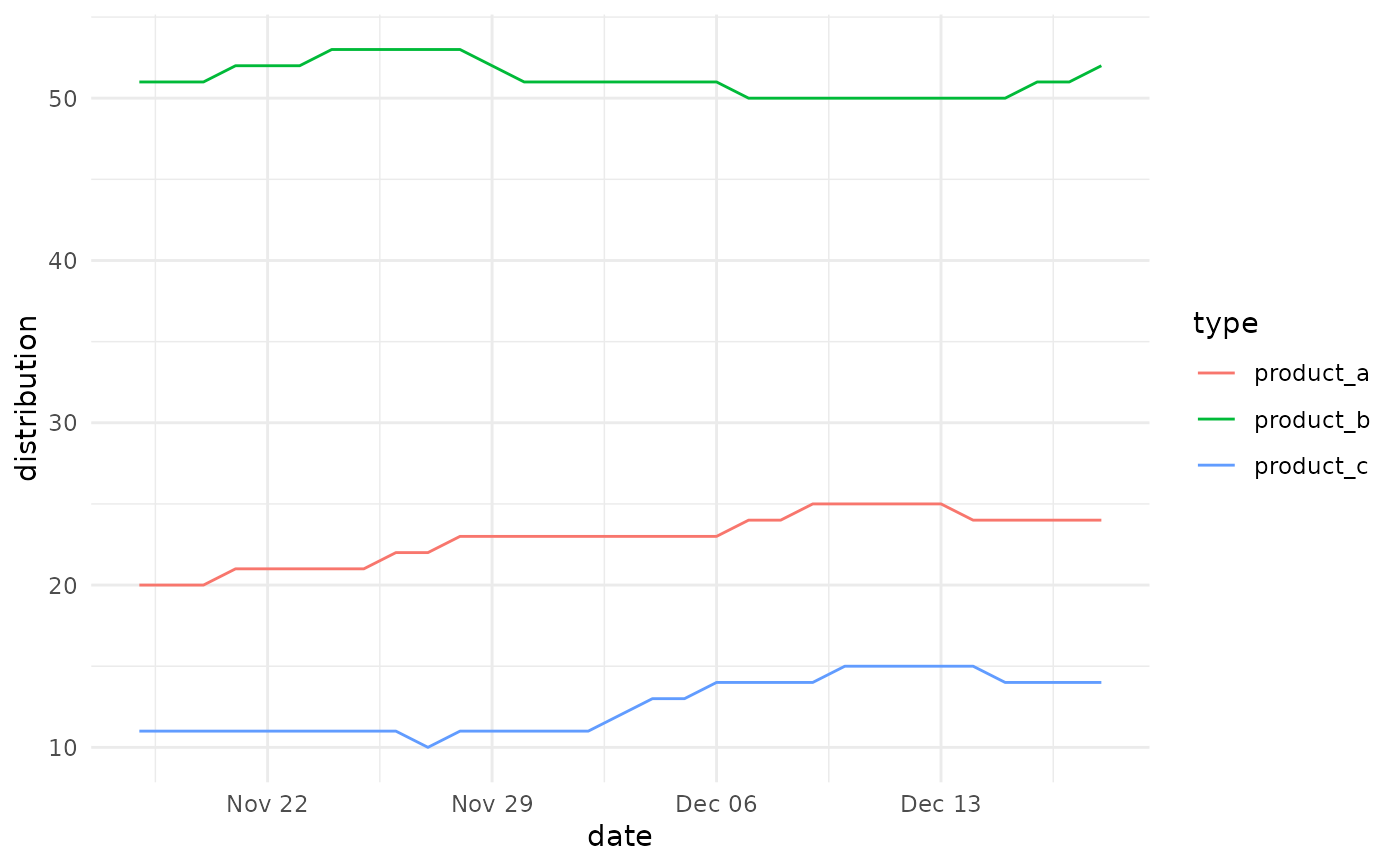 50
40
30
20
10
distribution
Nov 22 Nov 29 Dec 06 Dec 13
date
type
product_a
product_b
product_c